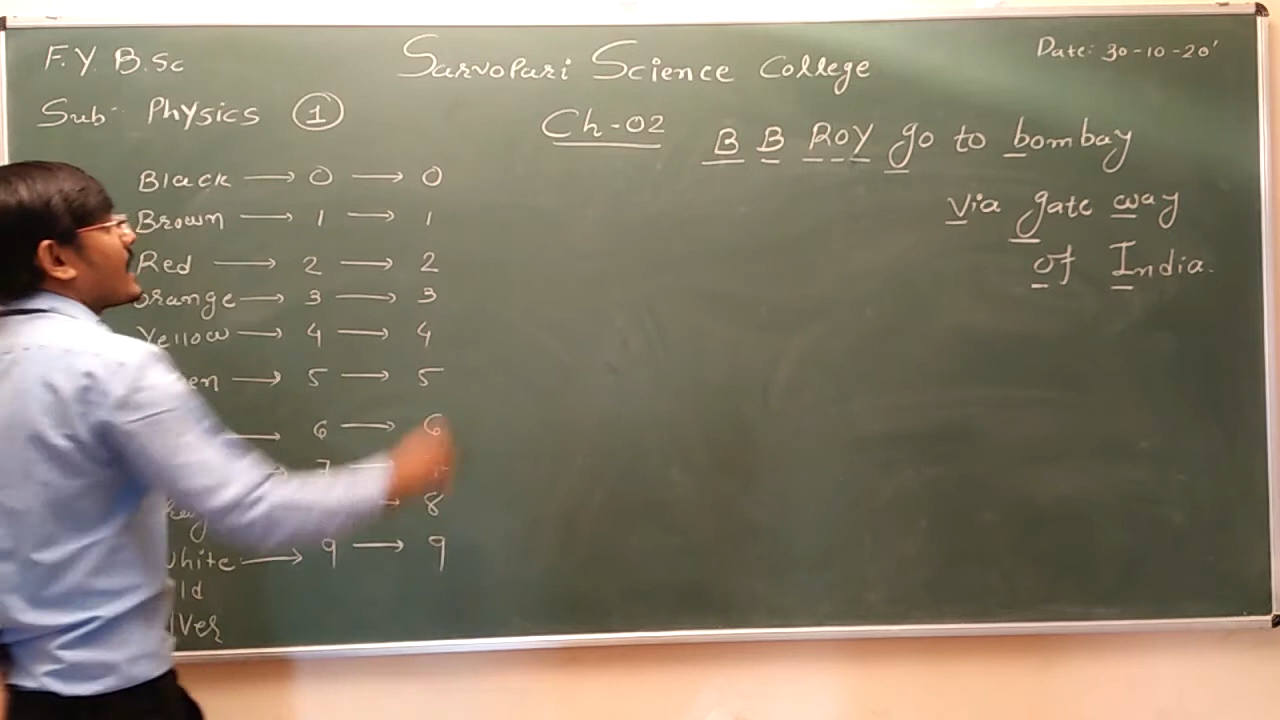 F.Y. B.Sc
Sarvopari Science College
Date: 30-10-20'
Sub:- Physics 1
Ch-02
B B ROY go to bombay
via gate way
of India.
Black → 0 → 0
Brown → 1 → 1
Red → 2 → 2
Orange → 3 → 3
Yellow → 4 → 4
een → 5 → 5
→ 6 → 6
7
→ 8
White → 9 → 9
ld
lver